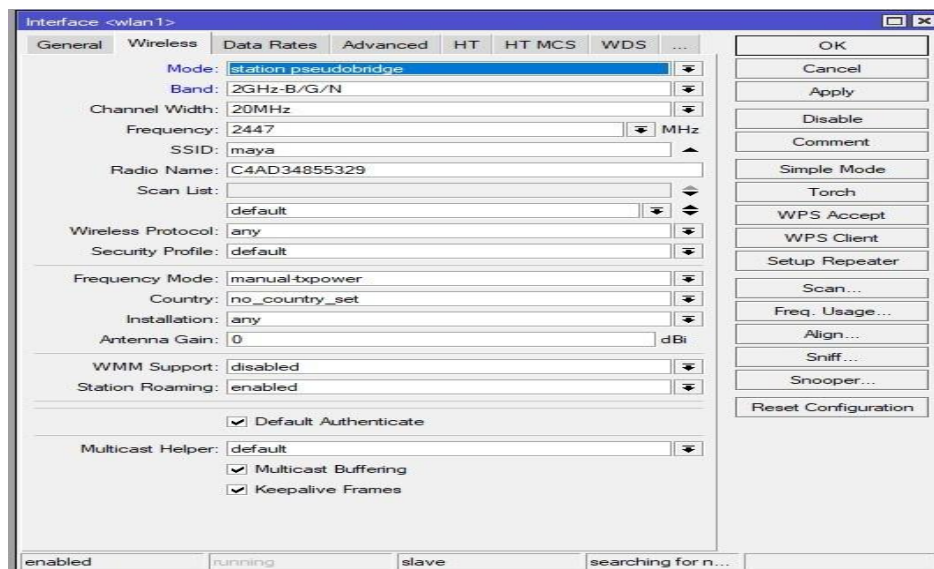 Interface <wlan1>
General Wireless Data Rates Advanced HT HT MCS WDS ...
Mode: station pseudobridge
Band: 2GHz-B/G/N
Channel Width: 20MHz
Frequency: 2447 MHz
SSID: maya
Radio Name: C4AD34855329
Scan List:
default
Wireless Protocol: any
Security Profile: default
Frequency Mode: manual-txpower
Country: no_country_set
Installation: any
Antenna Gain: 0 dBi
WMM Support: disabled
Station Roaming: enabled
Default Authenticate
Multicast Helper: default
Multicast Buffering
Keepalive Frames
OK
Cancel
Apply
Disable
Comment
Simple Mode
Torch
WPS Accept
WPS Client
Setup Repeater
Scan...
Freq. Usage...
Align...
Sniff...
Snooper...
Reset Configuration
enabled running slave searching for n...